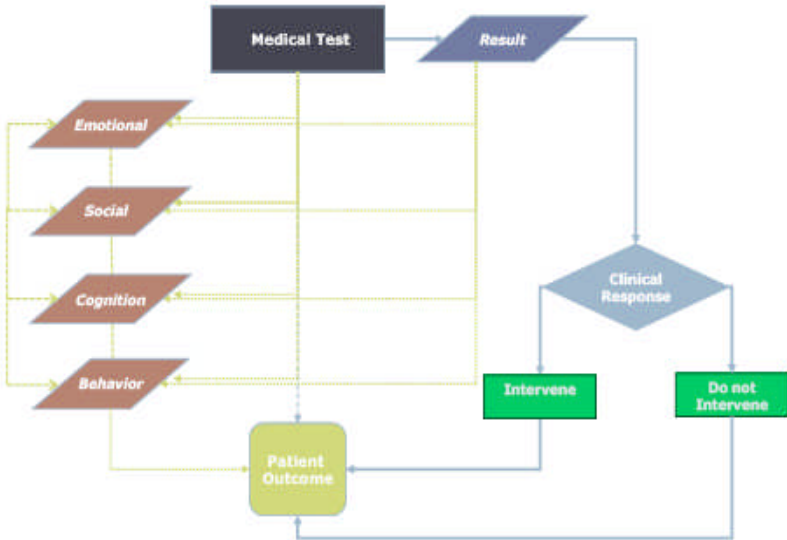 Medical Test
Result
Emotional
Social
Clinical
Response
Cognition
Behavior
Intervene
Do not
Intervene
Patient
Outcome